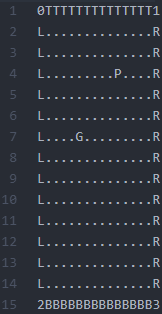 1 0TTTTTTTTTTTTTT1
2 L..............R
3 L..............R
4 L.........P....R
5 L..............R
6 L..............R
7 L....G.........R
8 L..............R
9 L..............R
10 L..............R
11 L..............R
12 L..............R
13 L..............R
14 L..............R
15 2BBBBBBBBBBBBBB3